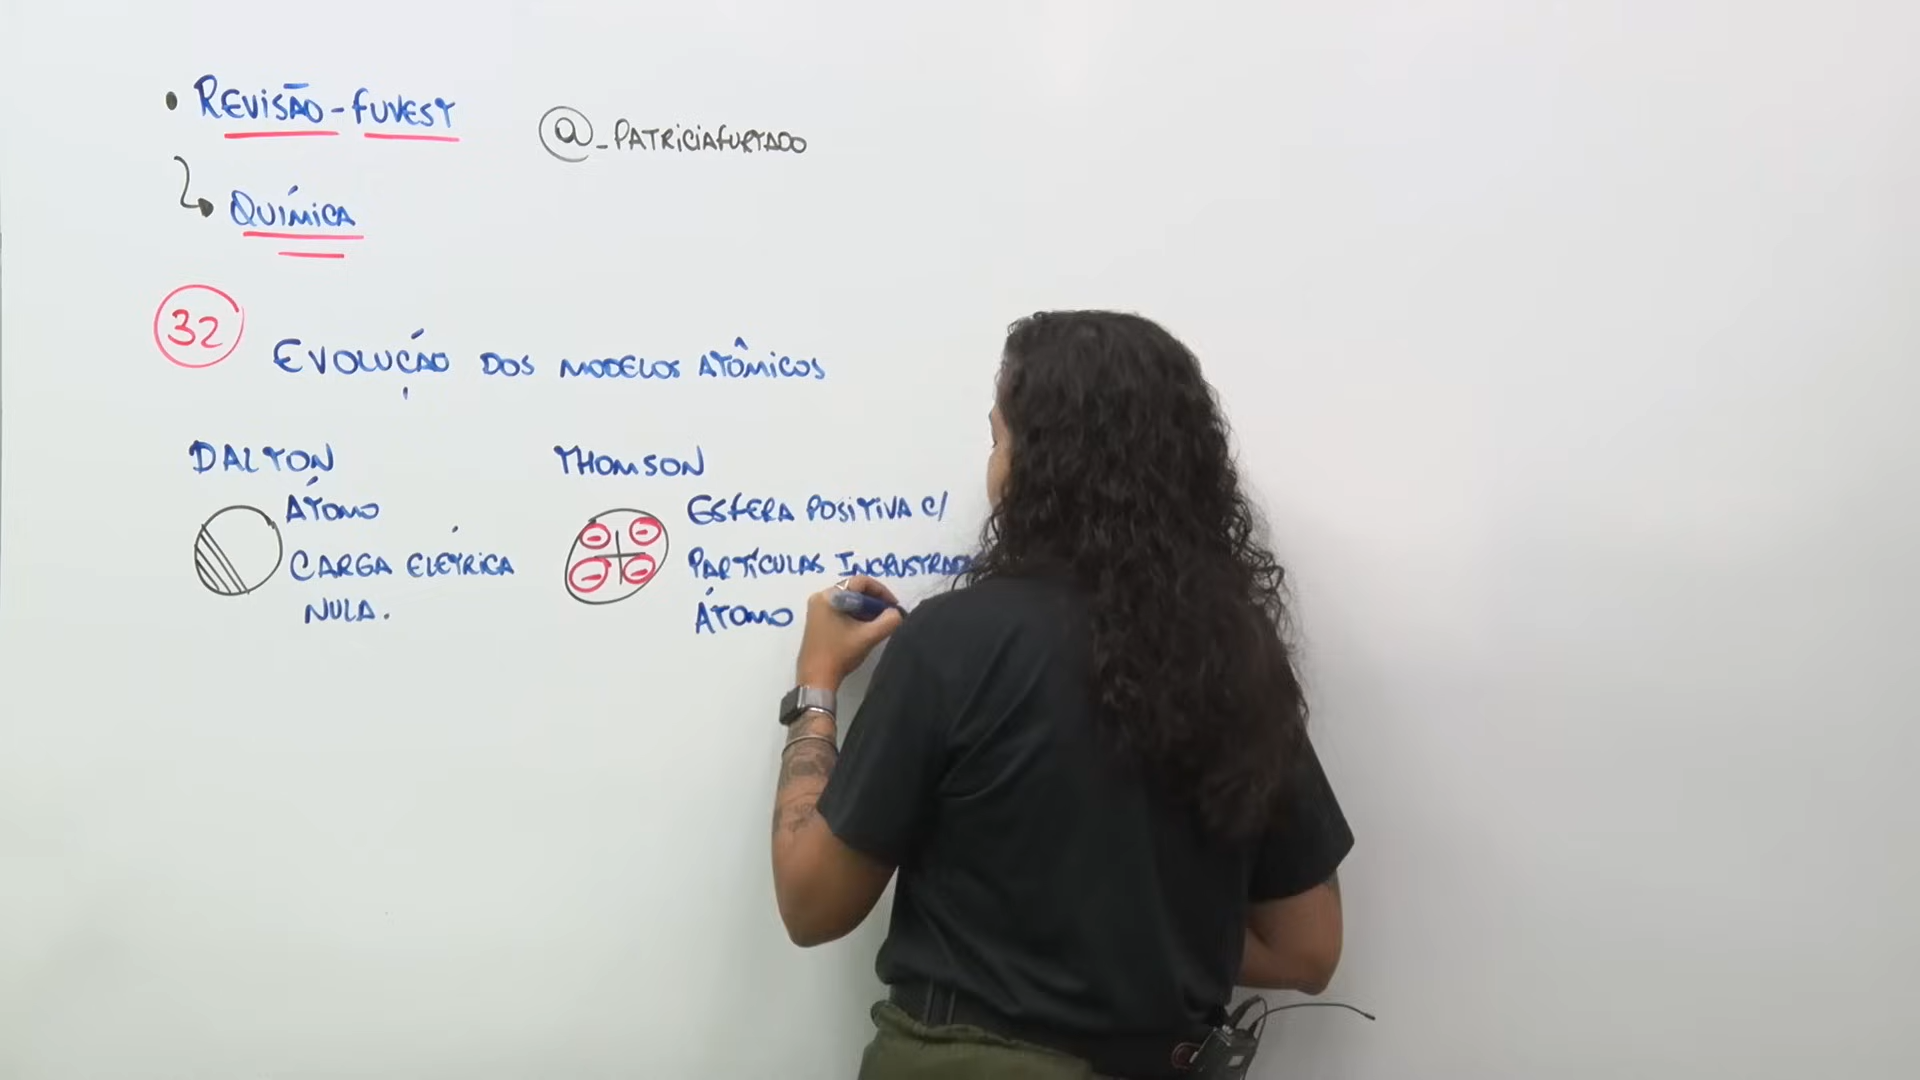 • REVISÃO - FUVEST
@_PATRICIAFURTADO
QUÍMICA
32
EVOLUÇÃO DOS MODELOS ATÔMICOS
DALTON
ÁTOMO
CARGA ELÉTRICA
NULA.
THOMSON
ESFERA POSITIVA C/
PARTÍCULAS
ÁTOMO